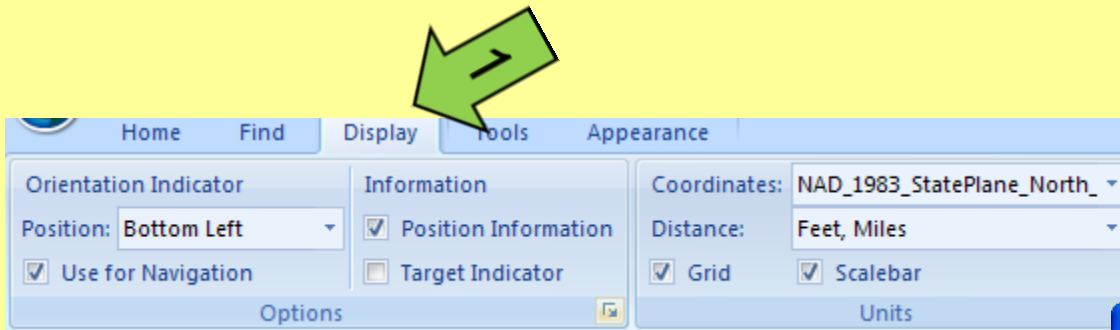 1
Home Find Display Tools Appearance
Orientation Indicator Information Coordinates: NAD_1983_StatePlane_North_
Position: Bottom Left Position Information Distance: Feet, Miles
Use for Navigation Target Indicator Grid Scalebar
Options Units